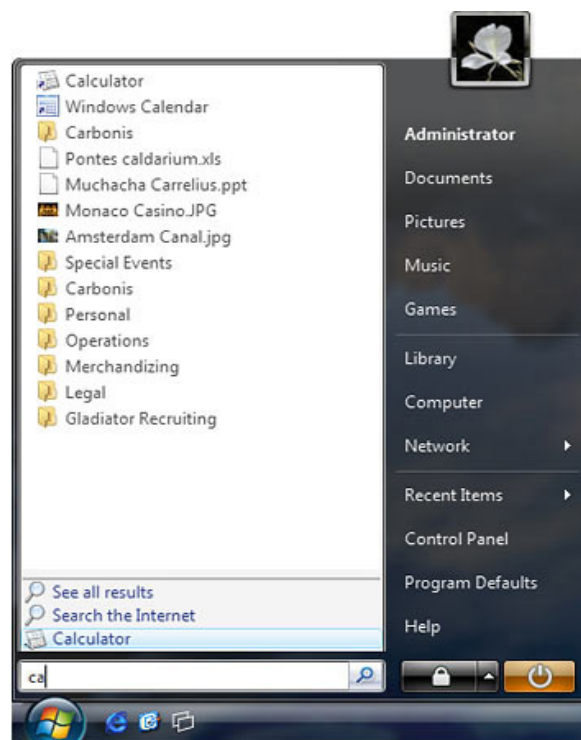 Calculator
Windows Calendar
Carbonis
Pontes caldarium.xls
Muchacha Carrelius.ppt
Monaco Casino.JPG
Amsterdam Canal.jpg
Special Events
Carbonis
Personal
Operations
Merchandizing
Legal
Gladiator Recruiting
See all results
Search the Internet
Calculator
ca
Administrator
Documents
Pictures
Music
Games
Library
Computer
Network
Recent Items
Control Panel
Program Defaults
Help